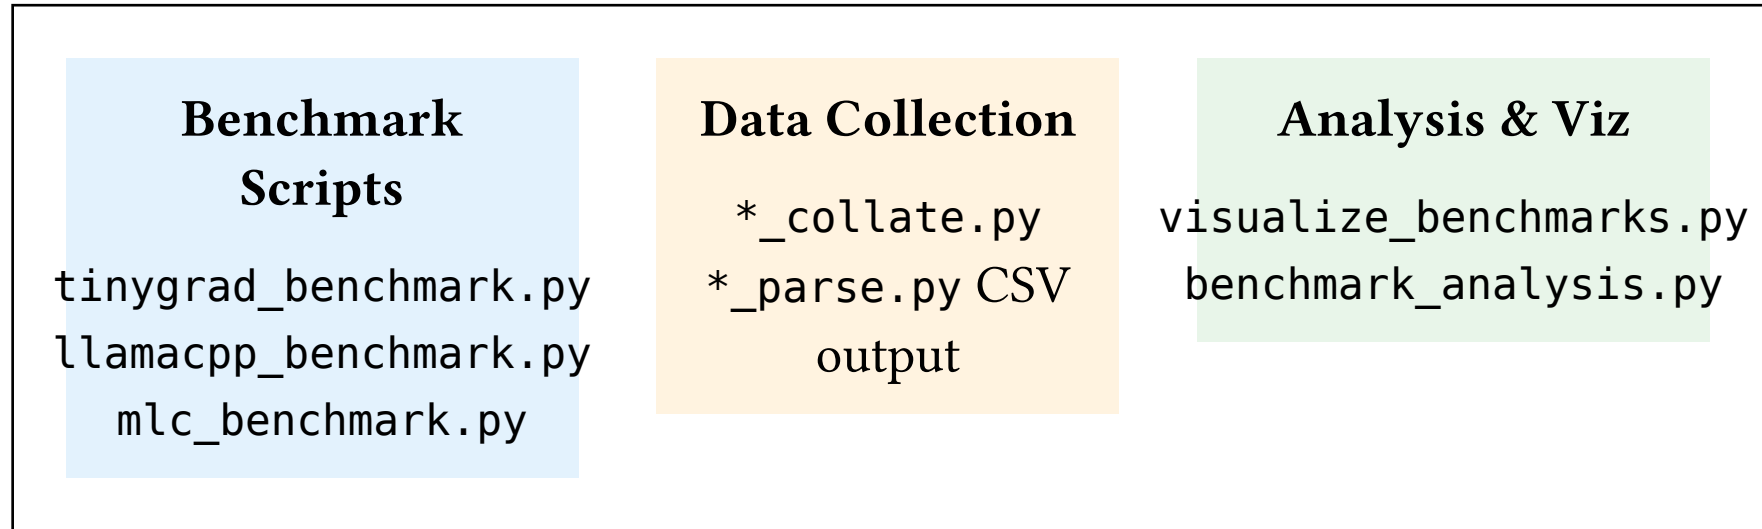 Benchmark
Scripts
tinygrad_benchmark.py
llamacpp_benchmark.py
mlc_benchmark.py
Data Collection
*_collate.py
*_parse.py CSV
output
Analysis & Viz
visualize_benchmarks.py
benchmark_analysis.py